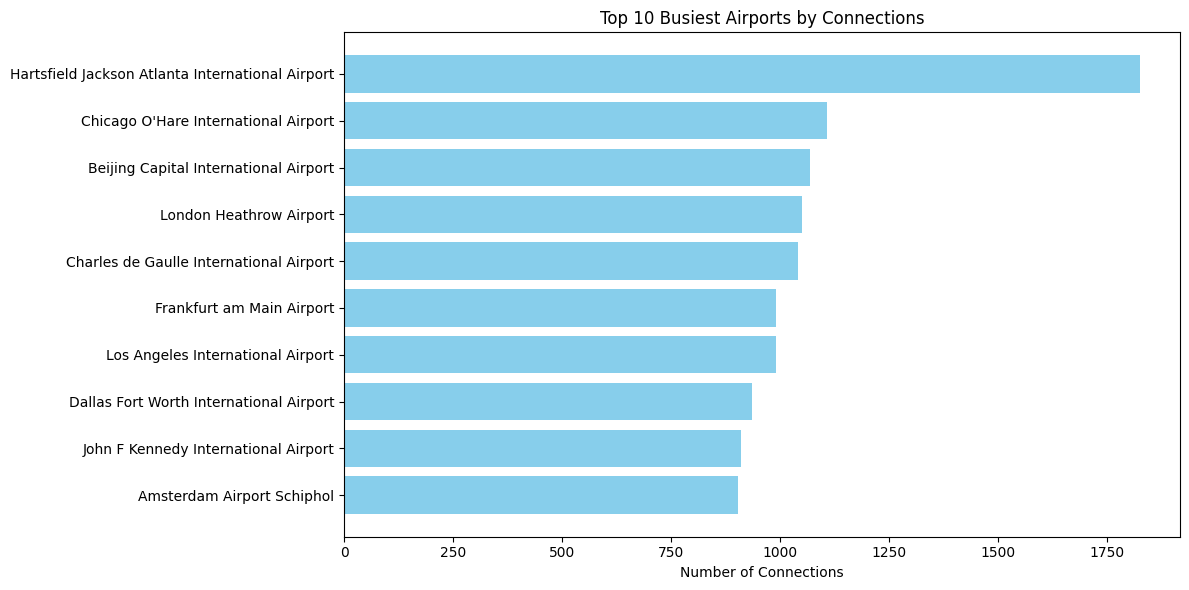 Top 10 Busiest Airports by Connections
Hartsfield Jackson Atlanta International Airport
Chicago O'Hare International Airport
Beijing Capital International Airport
London Heathrow Airport
Charles de Gaulle International Airport
Frankfurt am Main Airport
Los Angeles International Airport
Dallas Fort Worth International Airport
John F Kennedy International Airport
Amsterdam Airport Schiphol
0 250 500 750 1000 1250 1500 1750
Number of Connections